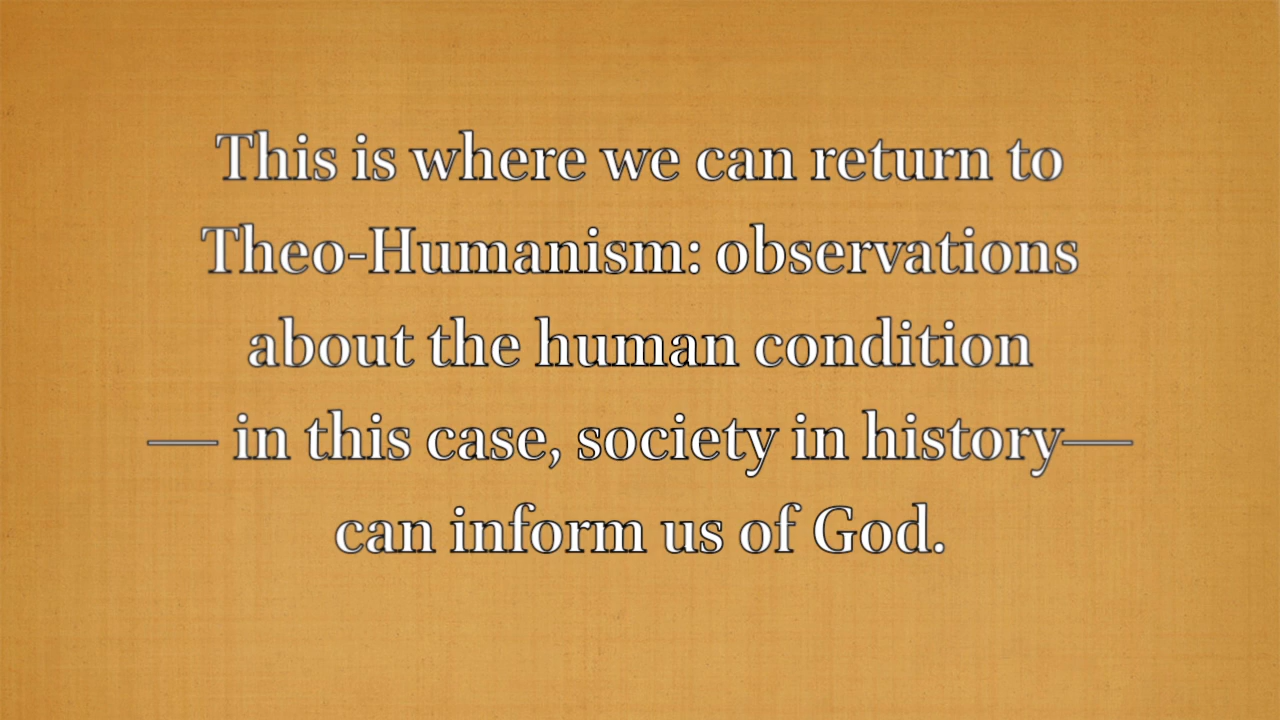 This is where we can return to
Theo-Humanism: observations
about the human condition
— in this case, society in history—
can inform us of God.